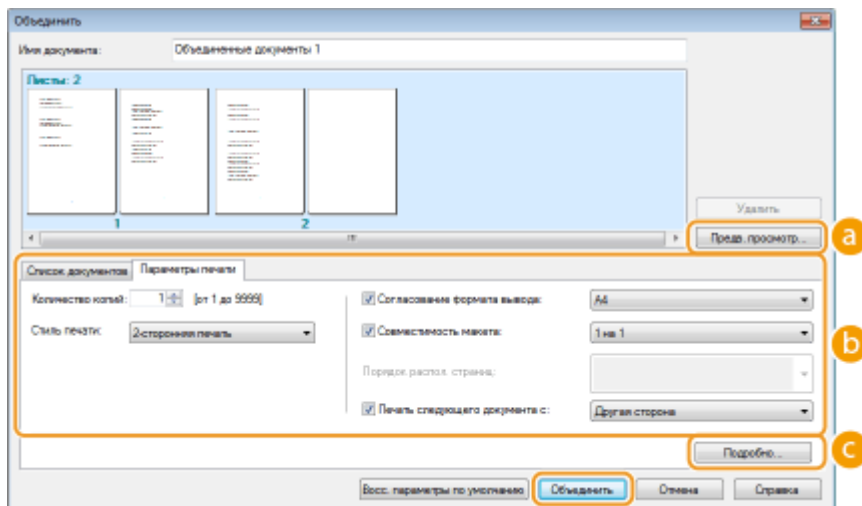 Объединить
Имя документа: Объединенные документы 1
Листы: 2
1 2
Удалить
Предв. просмотр... a
Список документов Параметры печати
Количество копий: 1 [от 1 до 9999] Согласование формата вывода: A4
Стиль печати: 2-сторонняя печать Совместимость макета: 1 на 1 b
Порядок распол. страниц:
Печать следующего документа с: Другая сторона
Подробно... c
Восс. параметры по умолчанию Объединить Отмена Справка